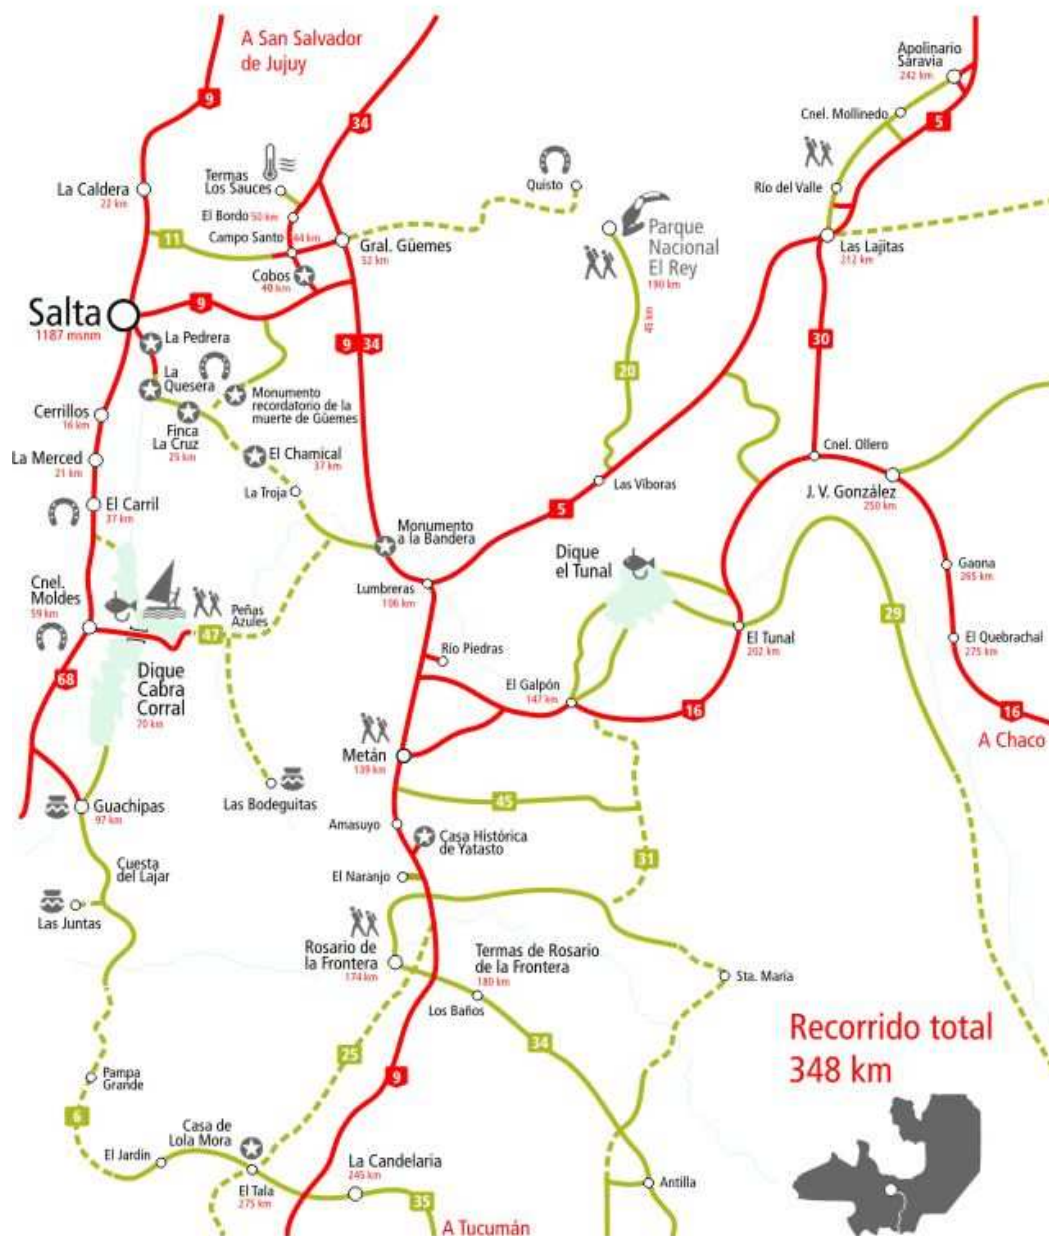 A San Salvador
de Jujuy
9
34
Apolinario
Saravia
242 km
Cnel. Mollinedo
5
Termas
Los Sauces
Quisto
La Caldera
22 km
Río del Valle
El Bordo 50 km
Campo Santo 44 km
11
Gral. Güemes
52 km
Parque
Nacional
El Rey
190 km
Las Lajitas
212 km
Cobos
40 km
45 km
Salta
1187 msnm
9
La Pedrera
9
34
30
20
La
Quesera
Monumento
recordatorio de la
muerte de Güemes
Cerrillos
16 km
Finca
La Cruz
25 km
La Merced
21 km
El Chamical
37 km
Cnel. Ollero
La Troja
Las Víboras
J. V. González
250 km
El Carril
37 km
5
Monumento
a la Bandera
Dique
el Tunal
Gaona
265 km
Cnel.
Moldes
59 km
Lumbreras
106 km
29
Peñas
Azules
47
El Tunal
202 km
El Quebrachal
275 km
Río Piedras
68
Dique
Cabra
Corral
70 km
El Galpón
147 km
16
16
A Chaco
Metán
139 km
Las Bodeguitas
45
Guachipas
97 km
Amasuyo
Casa Histórica
de Yatasto
31
Cuesta
del Lajar
El Naranjo
Las Juntas
Rosario de
la Frontera
174 km
Termas de Rosario
de la Frontera
180 km
Sta. María
Los Baños
Recorrido total
348 km
34
25
9
Pampa
Grande
6
Casa de
Lola Mora
El Jardín
La Candelaria
245 km
El Tala
275 km
Antilla
35
A Tucumán